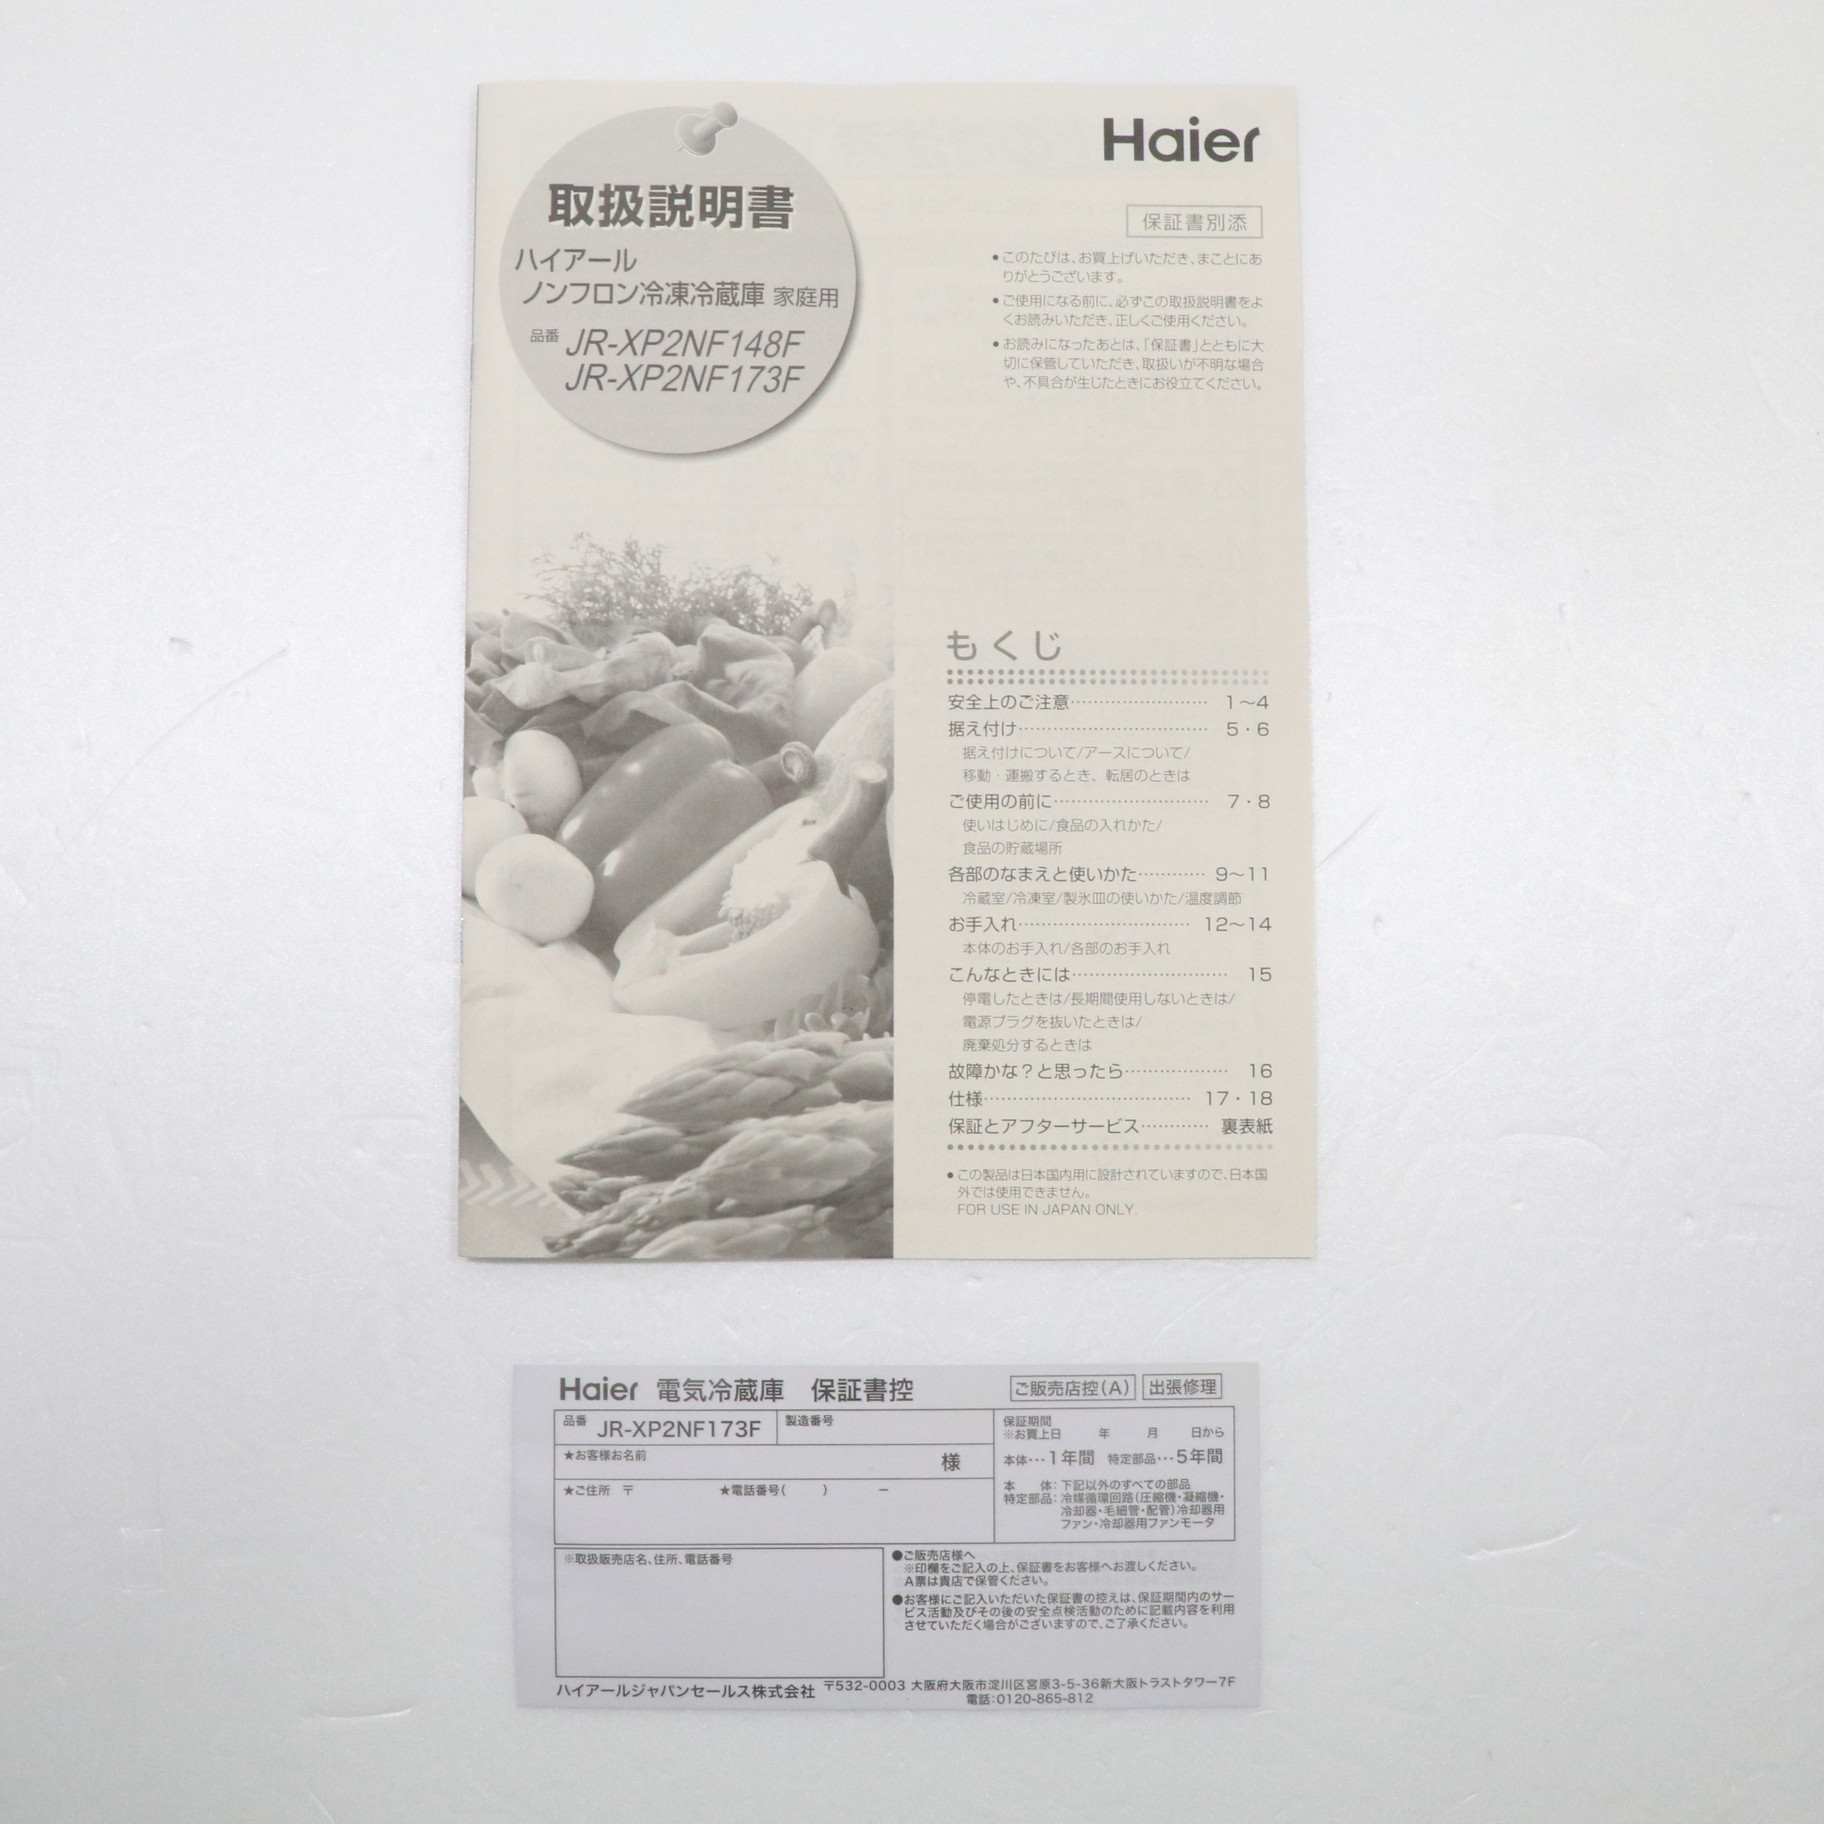 Haier
取扱説明書
ハイアール
ノンフロン冷凍冷蔵庫 家庭用
品番 JR-XP2NF148F
JR-XP2NF173F
保証書別添
●このたびは、お買上げいただき、まことにあ
りがとうございます。
●ご使用になる前に、必ずこの取扱説明書をよ
くお読みいただき、正しくご使用ください。
●お読みになったあとは、「保証書」とともに大
切に保管していただき、取扱いが不明な場合
や、不具合が生じたときにお役立てください。
もくじ
安全上のご注意…………………… 1〜4
据え付け…………………………… 5・6
据え付けについて/アースについて/
移動・運搬するとき、転居のときは
ご使用の前に……………………… 7・8
使いはじめに/食品の入れかた/
食品の貯蔵場所
各部のなまえと使いかた………… 9〜11
冷蔵室/冷凍室/製氷皿の使いかた/温度調節
お手入れ………………………… 12〜14
本体のお手入れ/各部のお手入れ
こんなときには……………………… 15
停電したときは/長期間使用しないときは/
電源プラグを抜いたときは/
廃棄処分するときは
故障かな？と思ったら……………… 16
仕様……………………………… 17・18
保証とアフターサービス………… 裏表紙
●この製品は日本国内用に設計されていますので、日本国
外では使用できません。
FOR USE IN JAPAN ONLY.
Haier 電気冷蔵庫 保証書控
ご販売店控(A) 出張修理
品番 JR-XP2NF173F 製造番号
★お客様お名前 様
★ご住所 〒 ★電話番号( ) −
保証期間
※お買上日 年 月 日から
本体…1年間 特定部品…5年間
本 体：下記以外のすべての部品
特定部品：冷媒循環回路(圧縮機・凝縮機・
冷却器・毛細管・配管)冷却器用
ファン・冷却器用ファンモータ
※取扱販売店名、住所、電話番号
●ご販売店様へ
※印欄をご記入の上、保証書をお客様へお渡しください。
A票は貴店で保管ください。
●お客様にご記入いただいた保証書の控えは、保証期間内のサー
ビス活動及びその後の安全点検活動のために記載内容を利用
させていただく場合がございますので、ご了承ください。
ハイアールジャパンセールス株式会社 〒532-0003 大阪府大阪市淀川区宮原3-5-36新大阪トラストタワー7F
電話：0120-865-812